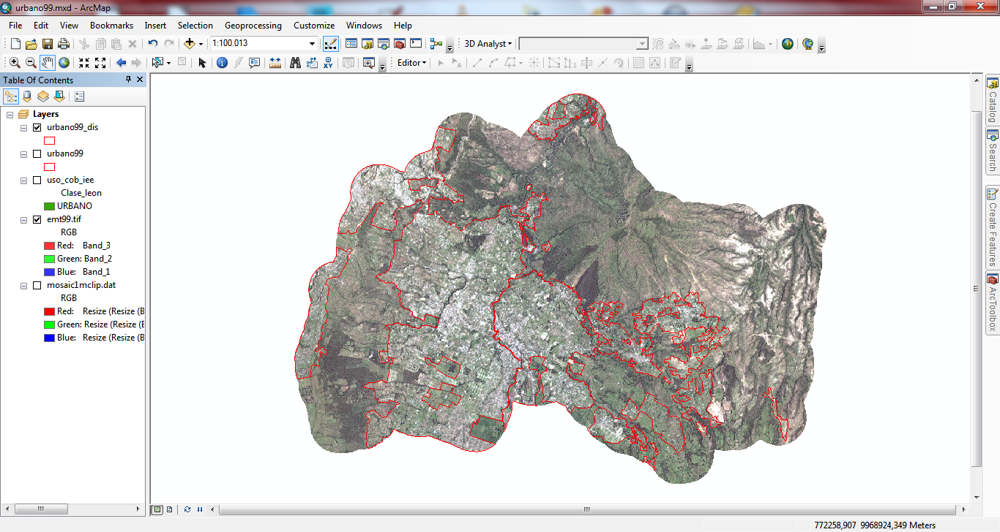 urbano99.mxd - ArcMap
File Edit View Bookmarks Insert Selection Geoprocessing Customize Windows Help
1:100.013 3D Analyst
Editor
Table Of Contents
Layers
urbano99_dis
urbano99
uso_cob_iee
Clase_leon
URBANO
emt99.tif
RGB
Red: Band_3
Green: Band_2
Blue: Band_1
mosaic1mclip.dat
RGB
Red: Resize (Resize (B
Green: Resize (Resize (E
Blue: Resize (Resize (B
Catalog
Search
Create Features
ArcToolbox
772258,907 9968924,349 Meters